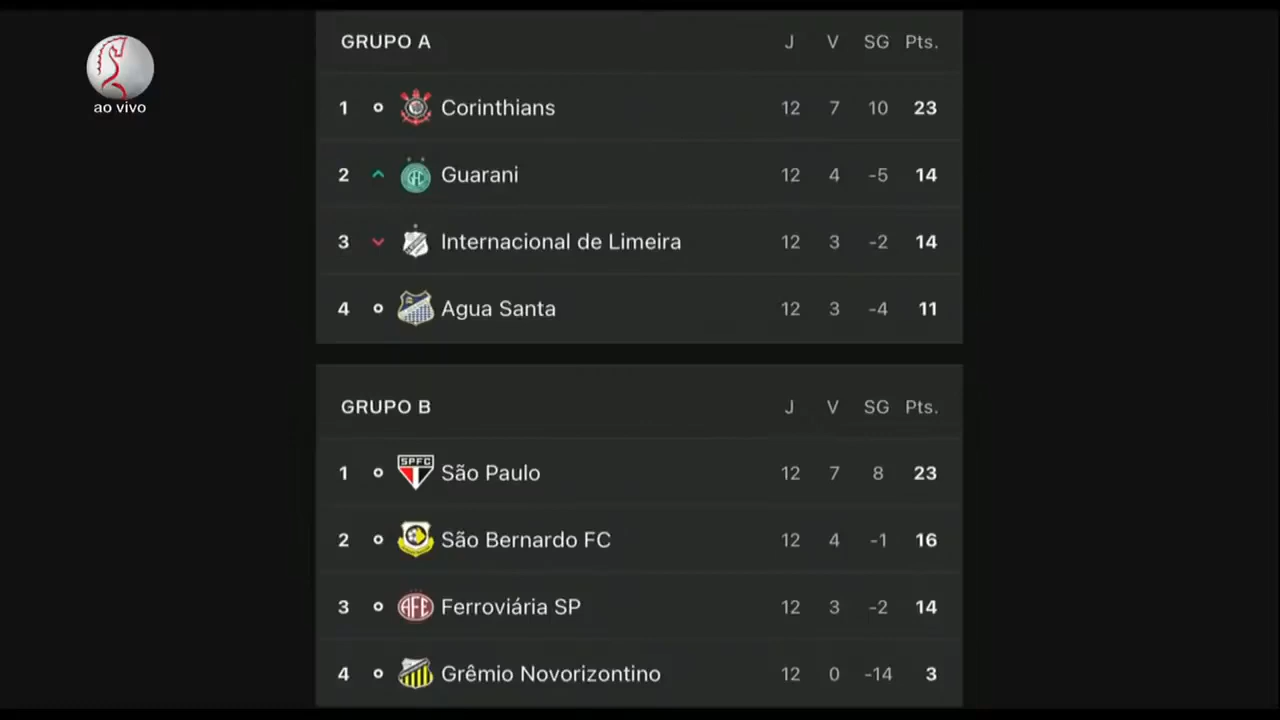 ao vivo
GRUPO A J V SG Pts.
1 Corinthians 12 7 10 23
2 GFC Guarani 12 4 -5 14
3 Internacional de Limeira 12 3 -2 14
4 Agua Santa 12 3 -4 11
GRUPO B J V SG Pts.
1 SPFC São Paulo 12 7 8 23
2 São Bernardo FC 12 4 -1 16
3 AFE Ferroviária SP 12 3 -2 14
4 Grêmio Novorizontino 12 0 -14 3